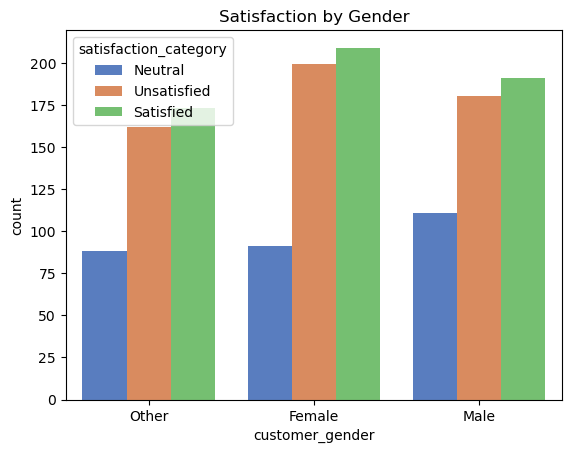 Satisfaction by Gender
satisfaction_category
Neutral
Unsatisfied
Satisfied
count
200
175
150
125
100
75
50
25
0
Other Female Male
customer_gender